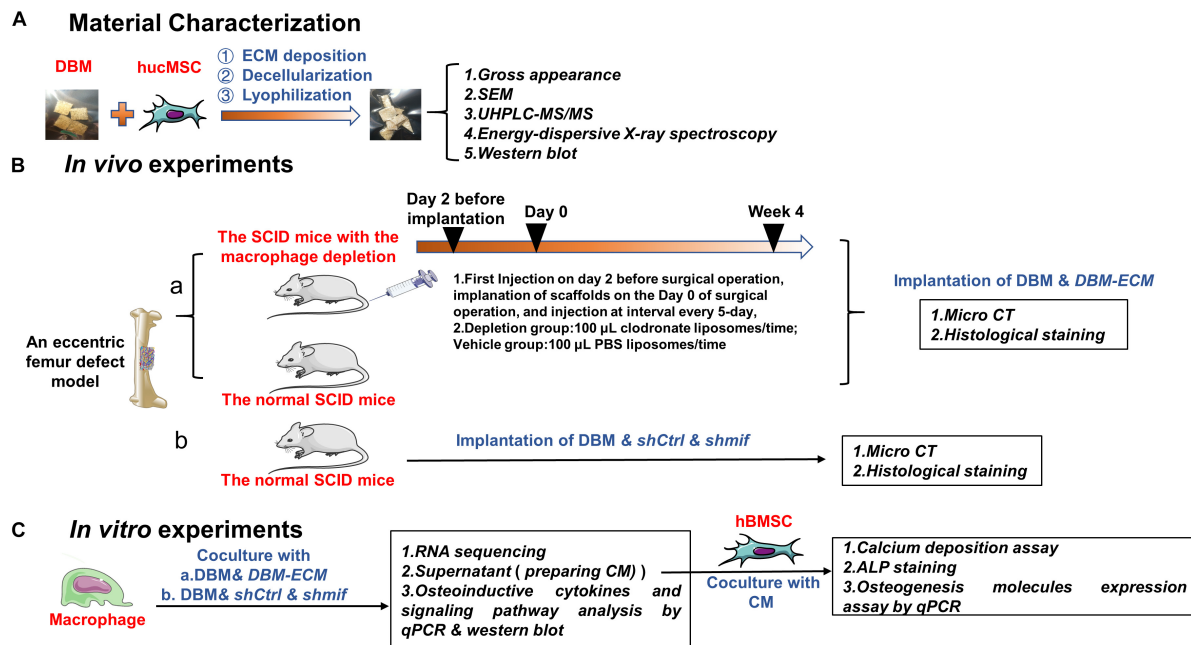 A Material Characterization
DBM
hucMSC
① ECM deposition
② Decellularization
③ Lyophilization
1.Gross appearance
2.SEM
3.UHPLC-MS/MS
4.Energy-dispersive X-ray spectroscopy
5.Western blot
B In vivo experiments
An eccentric
femur defect
model
a
The SCID mice with the
macrophage depletion
Day 2 before
implantation
Day 0
Week 4
1.First Injection on day 2 before surgical operation,
implanation of scaffolds on the Day 0 of surgical
operation, and injection at interval every 5-day,
2.Depletion group:100 µL clodronate liposomes/time;
Vehicle group:100 µL PBS liposomes/time
The normal SCID mice
Implantation of DBM & DBM-ECM
1.Micro CT
2.Histological staining
b
The normal SCID mice
Implantation of DBM & shCtrl & shmif
1.Micro CT
2.Histological staining
C In vitro experiments
Macrophage
Coculture with
a.DBM& DBM-ECM
b. DBM& shCtrl & shmif
1.RNA sequencing
2.Supernatant ( preparing CM) )
3.Osteoinductive cytokines and
signaling pathway analysis by
qPCR & western blot
hBMSC
Coculture with
CM
1.Calcium deposition assay
2.ALP staining
3.Osteogenesis molecules expression
assay by qPCR